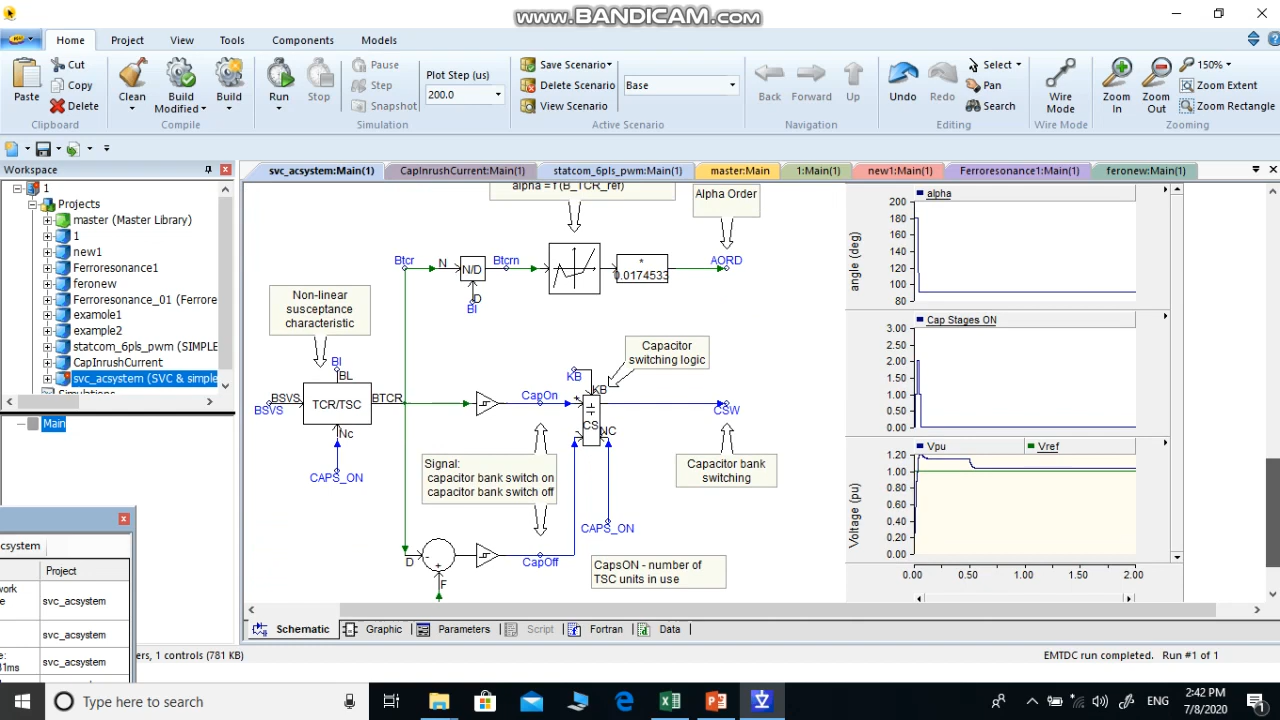 www.BANDICAM.com
Home Project View Tools Components Models
Paste
Cut
Copy
Delete
Clipboard
Clean
Build Modified
Build
Compile
Run
Stop
Pause
Step
Snapshot
Plot Step (us)
200.0
Simulation
Save Scenario
Delete Scenario
View Scenario
Base
Active Scenario
Back
Forward
Up
Navigation
Undo
Redo
Select
Pan
Search
Editing
Wire Mode
Wire Mode
Zoom In
Zoom Out
150%
Zoom Extent
Zoom Rectangle
Zooming
Workspace
svc_acsystem:Main(1) CapInrushCurrent:Main(1) statcom_6pls_pwm:Main(1) master:Main 1:Main(1) new1:Main(1) Ferroresonance1:Main(1) feronew:Main(1)
1
Projects
master (Master Library)
1
new1
Ferroresonance1
feronew
Ferroresonance_01 (Ferrore
examole1
example2
statcom_6pls_pwm (SIMPLE
CapInrushCurrent
svc_acsystem (SVC & simple
Main
acsystem
Project
work
svc_acsystem
svc_acsystem
svc_acsystem
31ms
alpha = f (B_TCR_ref)
Alpha Order
Btcr
N
N/D
D
BI
Btcrn
*
0.0174533
AORD
Non-linear
susceptance
characteristic
BI
BL
BSVS
BSVS
TCR/TSC
BTCR
Nc
CAPS_ON
Capacitor
switching logic
KB
KB
CapOn
CS
NC
CSW
Signal:
capacitor bank switch on
capacitor bank switch off
Capacitor bank
switching
CAPS_ON
D
-
+
F
CapOff
CapsON - number of
TSC units in use
alpha
angle (deg)
200
180
160
140
120
100
80
Cap Stages ON
3.00
2.50
2.00
1.50
1.00
0.50
0.00
Vpu
Vref
Voltage (pu)
1.20
1.00
0.80
0.60
0.40
0.20
0.00
0.00 0.50 1.00 1.50 2.00
Schematic Graphic Parameters Script Fortran Data
ers, 1 controls (781 KB)
EMTDC run completed. Run #1 of 1
Type here to search
ENG
2:42 PM
7/8/2020
1